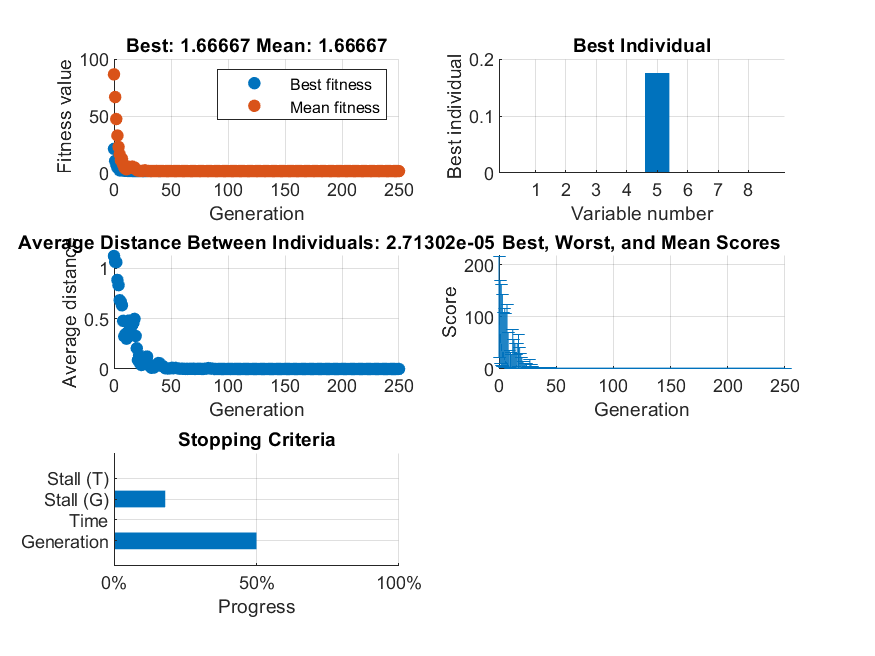 Best: 1.66667 Mean: 1.66667
Fitness value
100
50
0
Best fitness
Mean fitness
0 50 100 150 200 250
Generation
Best Individual
Best individual
0.2
0.1
0
1 2 3 4 5 6 7 8
Variable number
Average Distance Between Individuals: 2.71302e-05
Average distance
1
0.5
0
0 50 100 150 200 250
Generation
Best, Worst, and Mean Scores
Score
200
100
0
0 50 100 150 200 250
Generation
Stopping Criteria
Stall (T)
Stall (G)
Time
Generation
0% 50% 100%
Progress